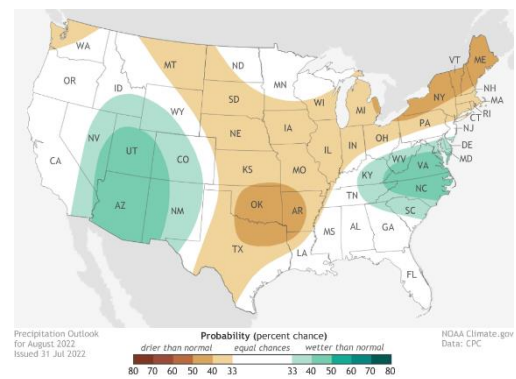 WA
MT
ND
MN
VT
ME
OR
ID
SD
WI
MI
NY
NH
MA
WY
CT
RI
NV
UT
CO
NE
IA
IL
IN
OH
PA
NJ
DE
MD
CA
KS
MO
KY
WV
VA
AZ
NM
OK
AR
TN
NC
SC
TX
LA
MS
AL
GA
FL
Precipitation Outlook
for August 2022
Issued 31 Jul 2022
Probability (percent chance)
drier than normal equal chances wetter than normal
80 70 60 50 40 33 33 40 50 60 70 80
NOAA Climate.gov
Data: CPC